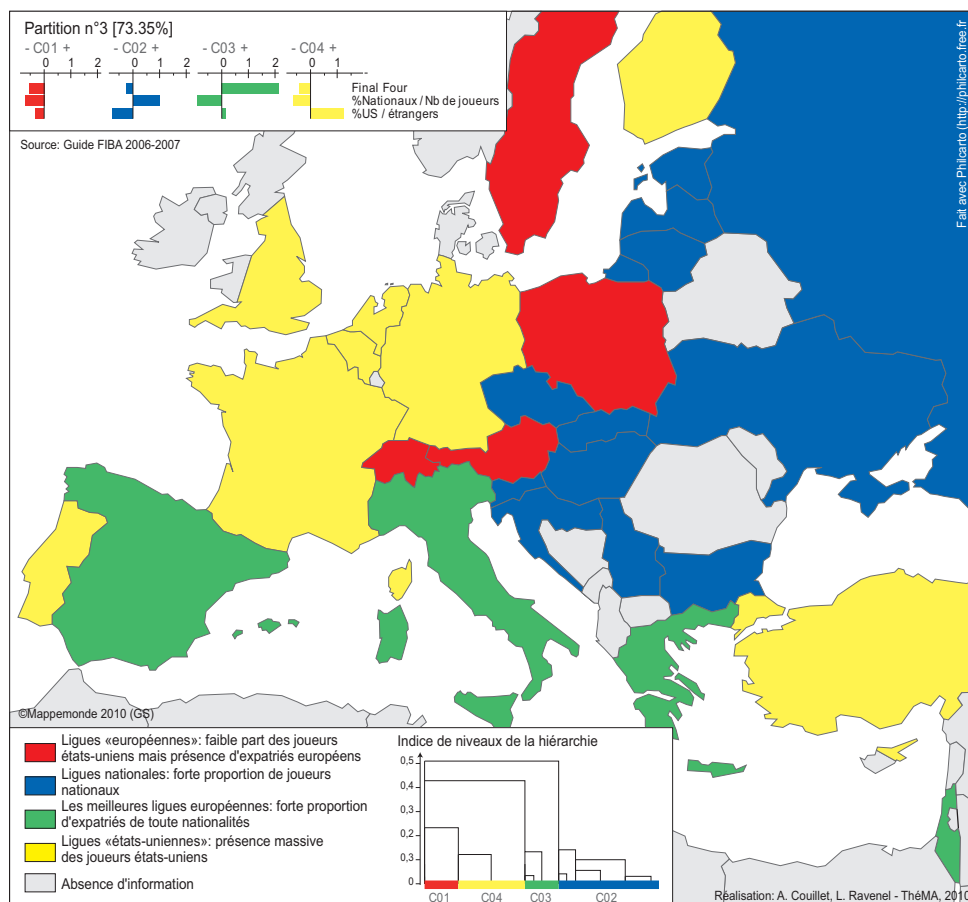 Partition n°3 [73.35%]
- C01 + - C02 + - C03 + - C04 +
0 1 2 0 1 2 0 1 2 0 1
Final Four
%Nationaux / Nb de joueurs
%US / étrangers
Source: Guide FIBA 2006-2007
Fait avec Philcarto (http://philcarto.free.fr
©Mappemonde 2010 (GS)
Ligues «européennes»: faible part des joueurs
états-uniens mais présence d'expatriés européens
Ligues nationales: forte proportion de joueurs
nationaux
Les meilleures ligues européennes: forte proportion
d'expatriés de toute nationalités
Ligues «états-uniennes»: présence massive
des joueurs états-uniens
Absence d'information
Indice de niveaux de la hiérarchie
0,5
0,4
0,3
0,2
0,3
0
C01 C04 C03 C02
Réalisation: A. Couillet, L. Ravenel - ThéMA, 2010